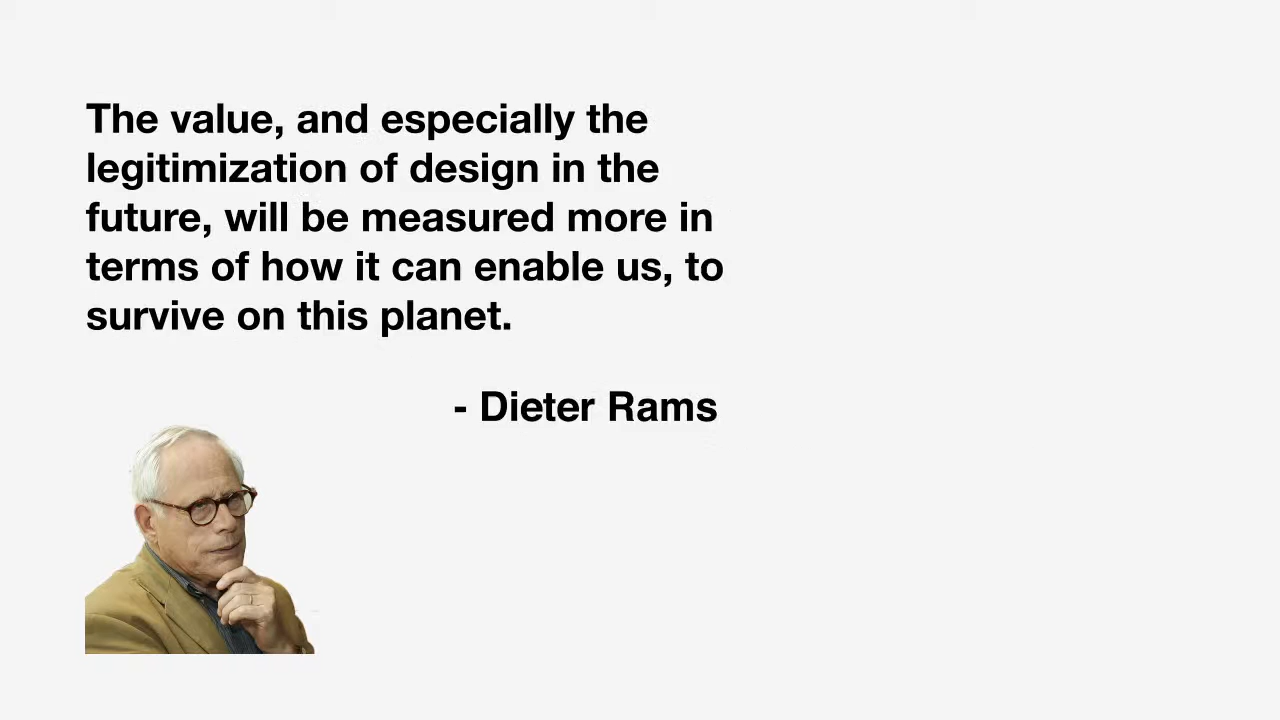 The value, and especially the
legitimization of design in the
future, will be measured more in
terms of how it can enable us, to
survive on this planet.
- Dieter Rams